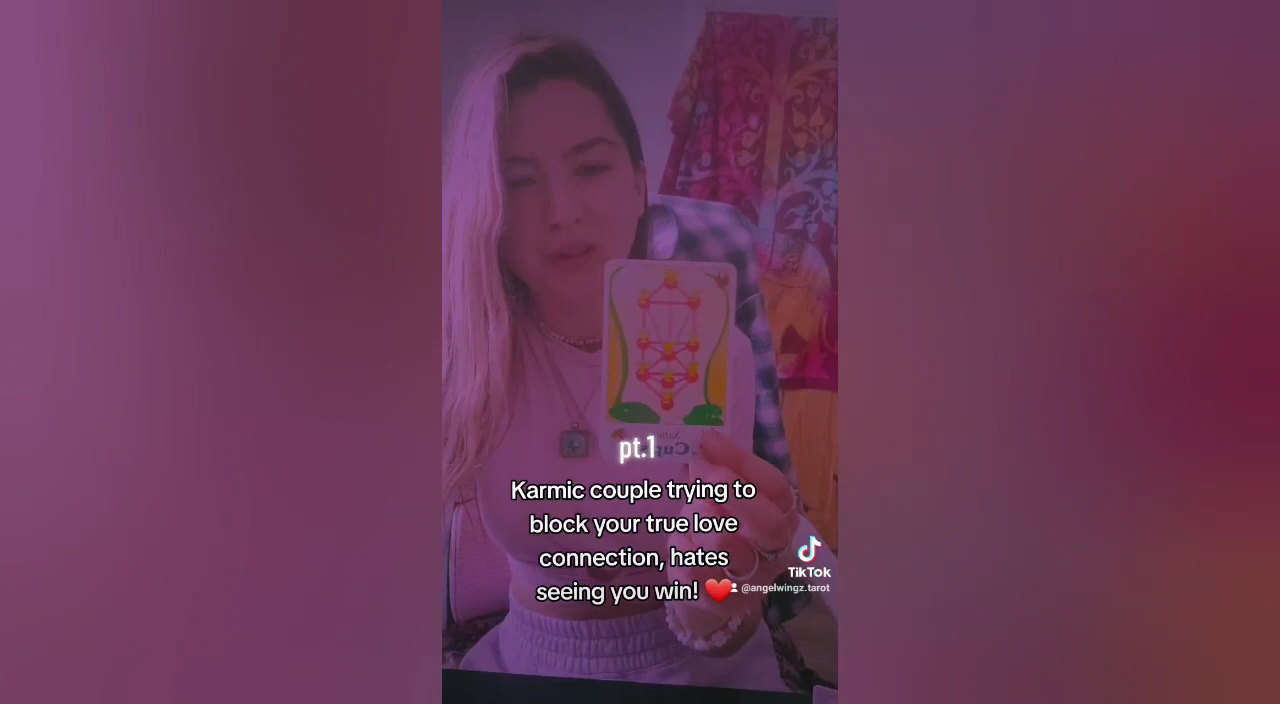 pt.1
Karmic couple trying to
block your true love
connection, hates
seeing you win! ❤️
TikTok
@angelwingz.tarot